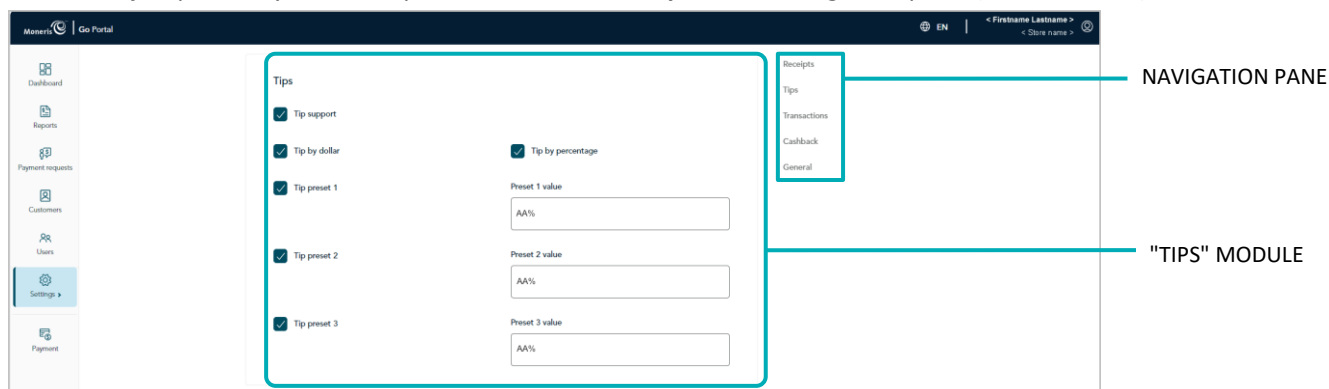 Moneris Go Portal
EN
< Firstname Lastname >
< Store name >
Dashboard
Reports
Payment requests
Customers
Users
Settings
Payment
Tips
Tip support
Tip by dollar
Tip by percentage
Tip preset 1
Preset 1 value
AA%
Tip preset 2
Preset 2 value
AA%
Tip preset 3
Preset 3 value
AA%
Receipts
Tips
Transactions
Cashback
General
NAVIGATION PANE
"TIPS" MODULE